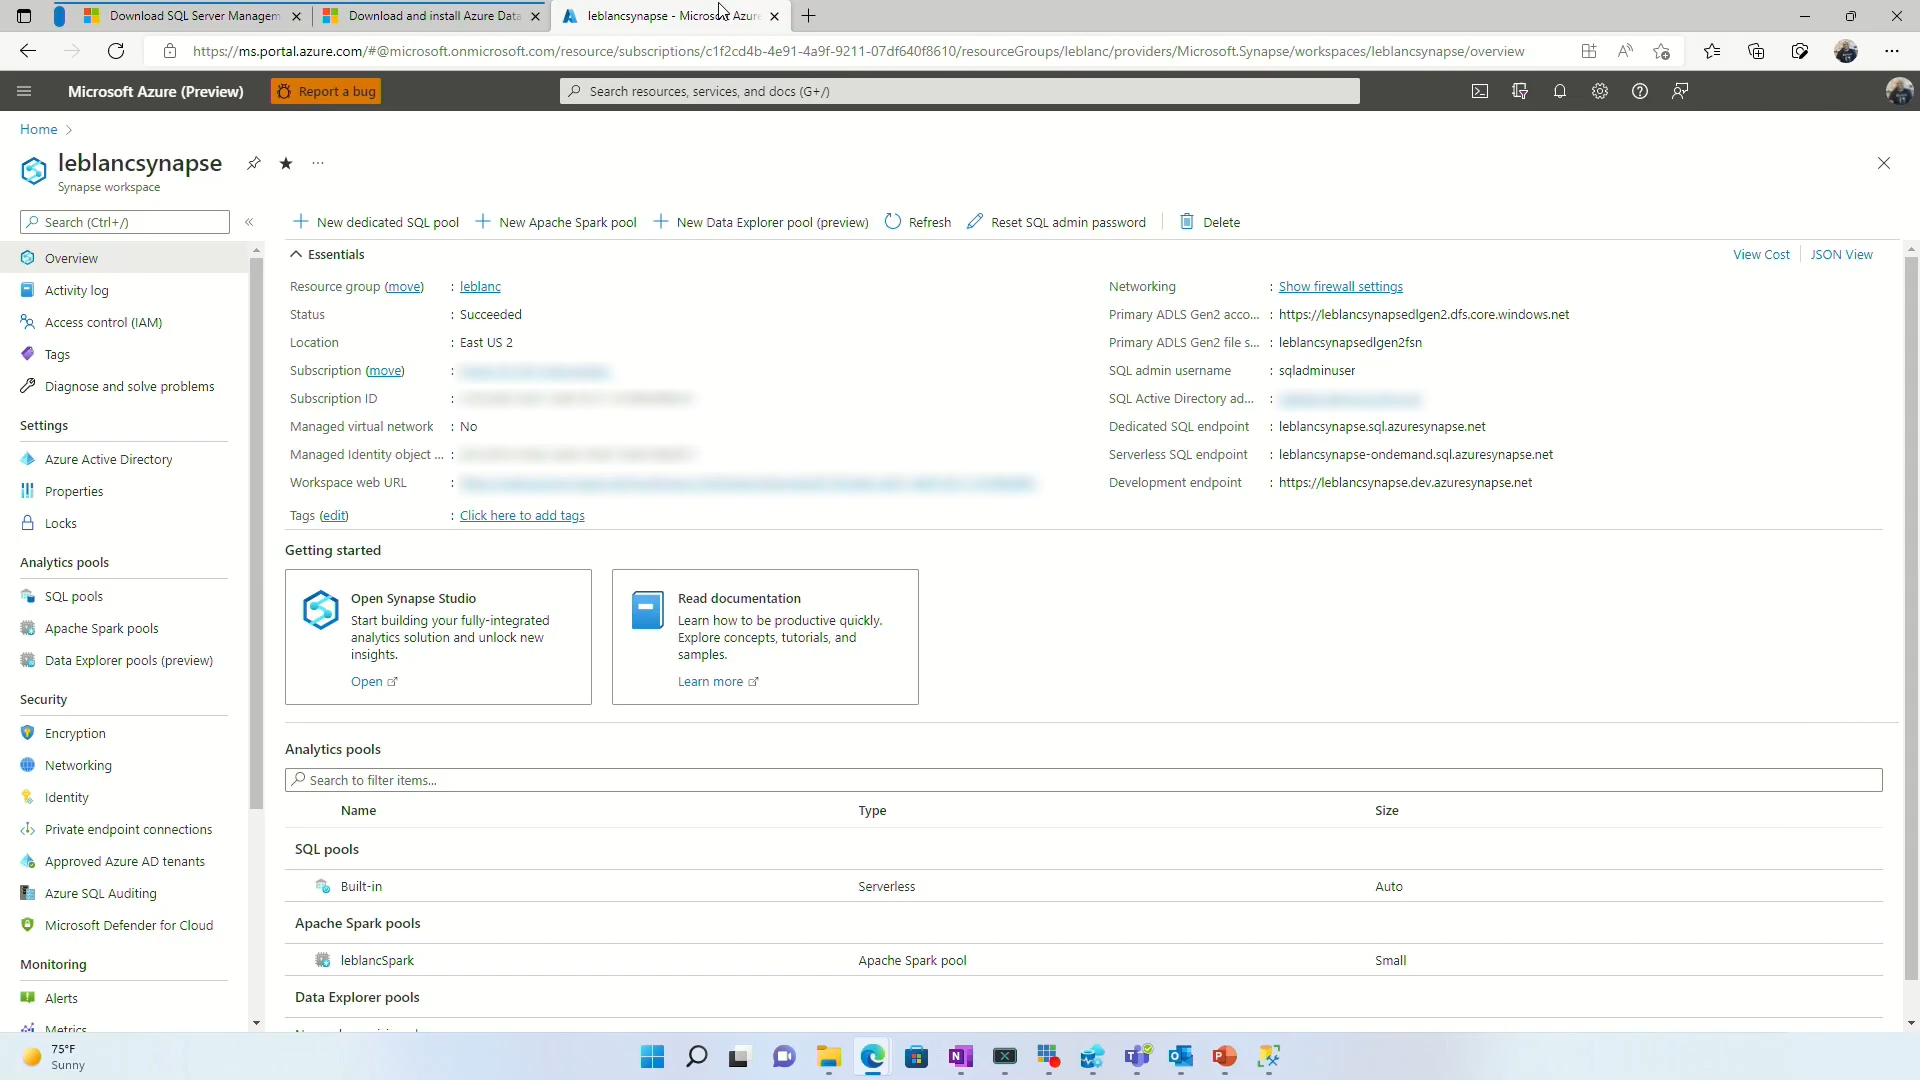 Download SQL Server Managem
Download and install Azure Data
leblancsynapse - Microsoft Azure
https://ms.portal.azure.com/#@microsoft.onmicrosoft.com/resource/subscriptions/c1f2cd4b-4e91-4a9f-9211-07df640f8610/resourceGroups/leblanc/providers/Microsoft.Synapse/workspaces/leblancsynapse/overview
Microsoft Azure (Preview)
Report a bug
Search resources, services, and docs (G+/)
Home
leblancsynapse
Synapse workspace
Search (Ctrl+/)
New dedicated SQL pool
New Apache Spark pool
New Data Explorer pool (preview)
Refresh
Reset SQL admin password
Delete
Overview
Activity log
Access control (IAM)
Tags
Diagnose and solve problems
Settings
Azure Active Directory
Properties
Locks
Analytics pools
SQL pools
Apache Spark pools
Data Explorer pools (preview)
Security
Encryption
Networking
Identity
Private endpoint connections
Approved Azure AD tenants
Azure SQL Auditing
Microsoft Defender for Cloud
Monitoring
Alerts
Metrics
Essentials
View Cost
JSON View
Resource group (move) : leblanc
Status : Succeeded
Location : East US 2
Subscription (move) :
Subscription ID :
Managed virtual network : No
Managed Identity object ... :
Workspace web URL :
Tags (edit) : Click here to add tags
Networking : Show firewall settings
Primary ADLS Gen2 acco... : https://leblancsynapsedlgen2.dfs.core.windows.net
Primary ADLS Gen2 file s... : leblancsynapsedlgen2fsn
SQL admin username : sqladminuser
SQL Active Directory ad... :
Dedicated SQL endpoint : leblancsynapse.sql.azuresynapse.net
Serverless SQL endpoint : leblancsynapse-ondemand.sql.azuresynapse.net
Development endpoint : https://leblancsynapse.dev.azuresynapse.net
Getting started
Open Synapse Studio
Start building your fully-integrated
analytics solution and unlock new
insights.
Open
Read documentation
Learn how to be productive quickly.
Explore concepts, tutorials, and
samples.
Learn more
Analytics pools
Search to filter items...
Name Type Size
SQL pools
Built-in Serverless Auto
Apache Spark pools
leblancSpark Apache Spark pool Small
Data Explorer pools
75°F
Sunny